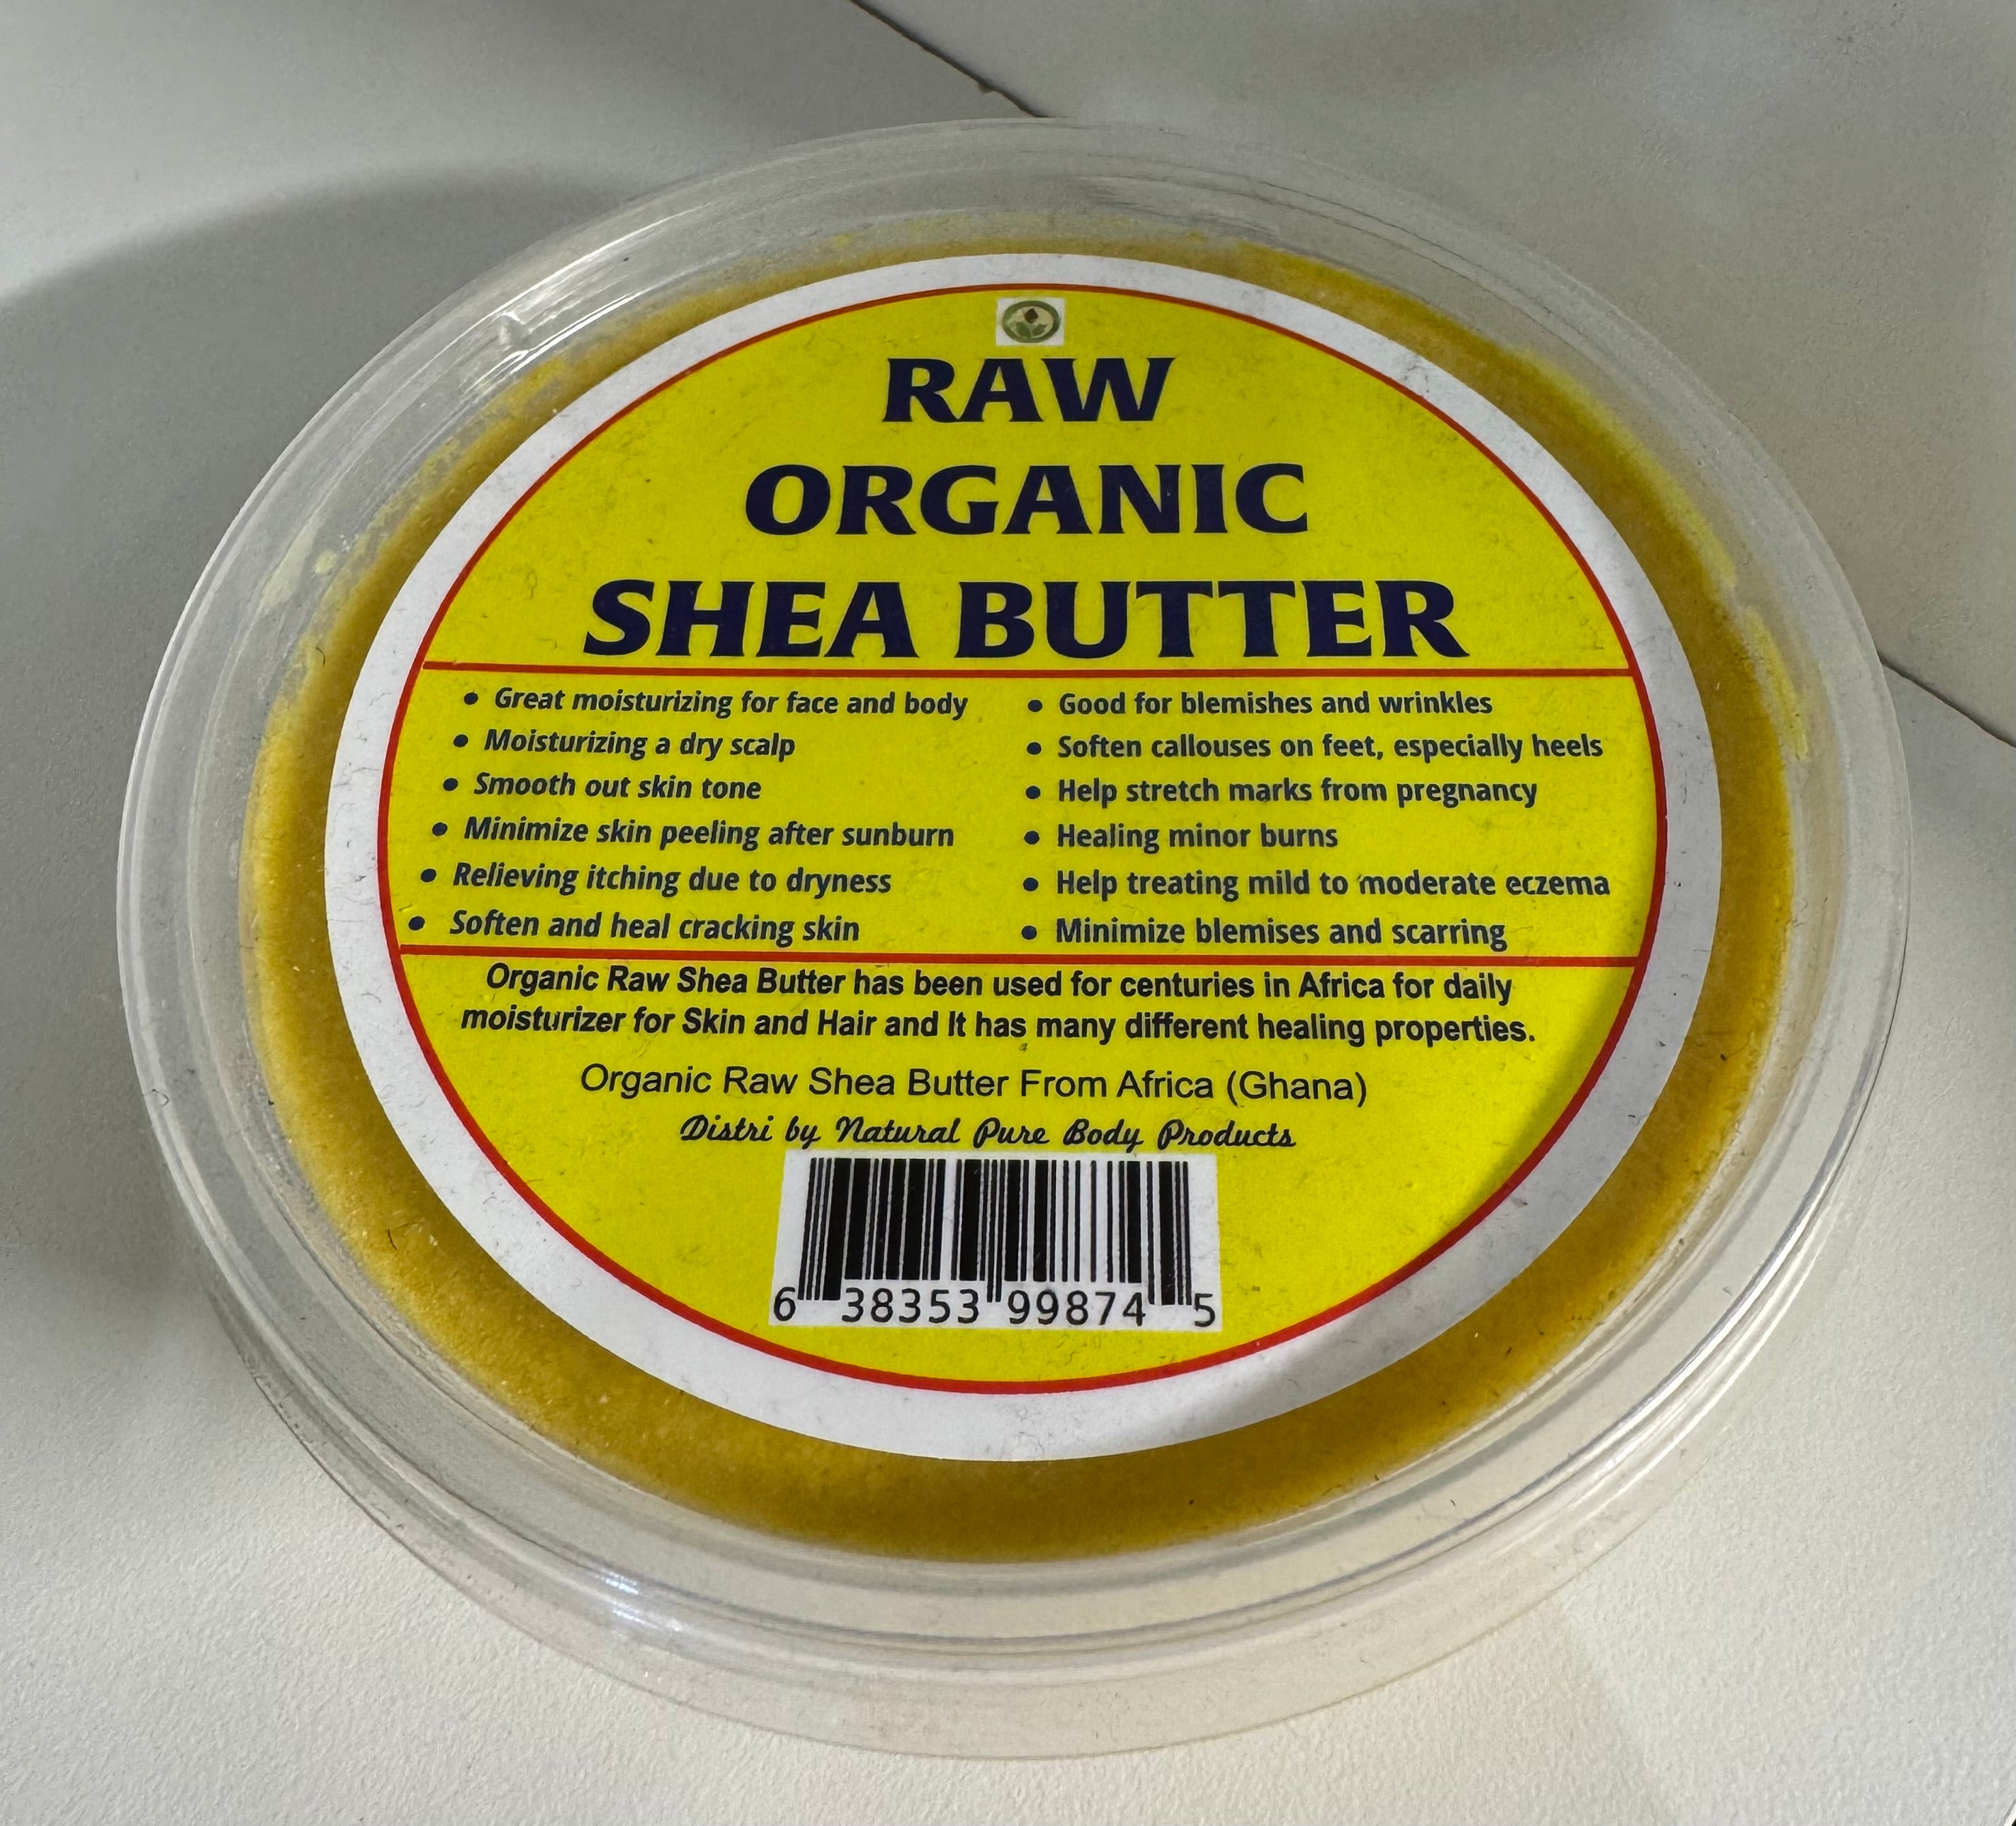 RAW
ORGANIC
SHEA BUTTER
• Great moisturizing for face and body
• Moisturizing a dry scalp
• Smooth out skin tone
• Minimize skin peeling after sunburn
• Relieving itching due to dryness
• Soften and heal cracking skin
• Good for blemishes and wrinkles
• Soften callouses on feet, especially heels
• Help stretch marks from pregnancy
• Healing minor burns
• Help treating mild to moderate eczema
• Minimize blemises and scarring
Organic Raw Shea Butter has been used for centuries in Africa for daily
moisturizer for Skin and Hair and It has many different healing properties.
Organic Raw Shea Butter From Africa (Ghana)
Distri by Natural Pure Body Products
6 38353 99874 5